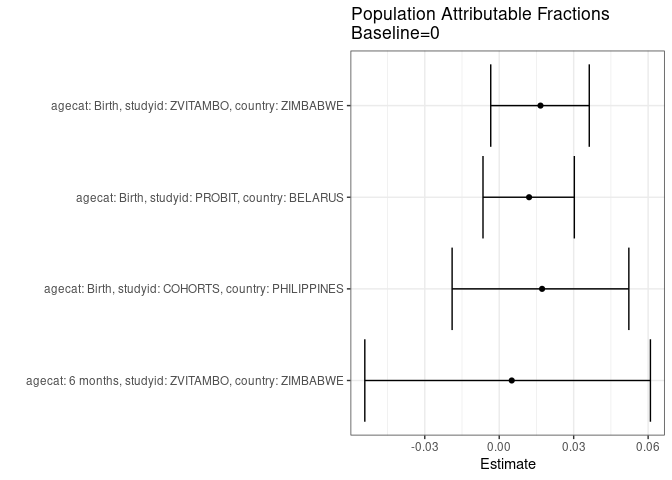 Population Attributable Fractions
Baseline=0
agecat: Birth, studyid: ZVITAMBO, country: ZIMBABWE
agecat: Birth, studyid: PROBIT, country: BELARUS
agecat: Birth, studyid: COHORTS, country: PHILIPPINES
agecat: 6 months, studyid: ZVITAMBO, country: ZIMBABWE
-0.03 0.00 0.03 0.06
Estimate